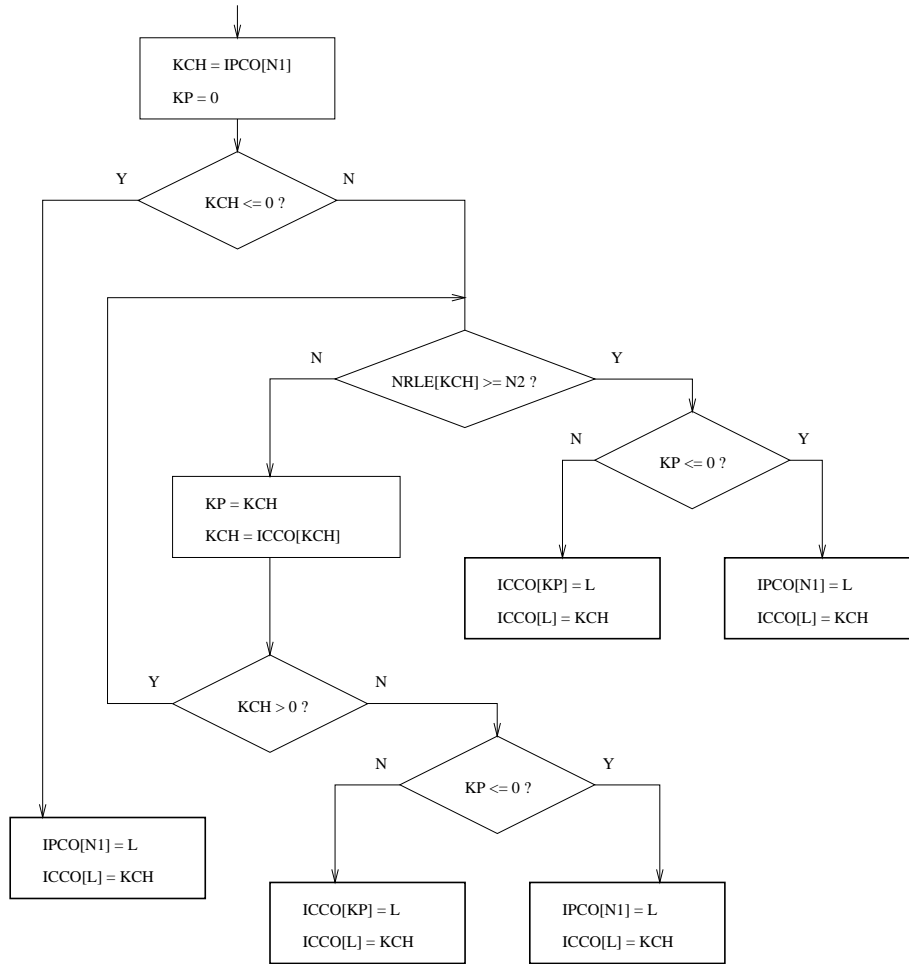 KCH = IPCO[N1]
KP = 0
Y
N
KCH <= 0 ?
N
Y
NRLE[KCH] >= N2 ?
N
Y
KP <= 0 ?
KP = KCH
KCH = ICCO[KCH]
ICCO[KP] = L
ICCO[L] = KCH
IPCO[N1] = L
ICCO[L] = KCH
Y
N
KCH > 0 ?
N
Y
KP <= 0 ?
IPCO[N1] = L
ICCO[L] = KCH
ICCO[KP] = L
ICCO[L] = KCH
IPCO[N1] = L
ICCO[L] = KCH